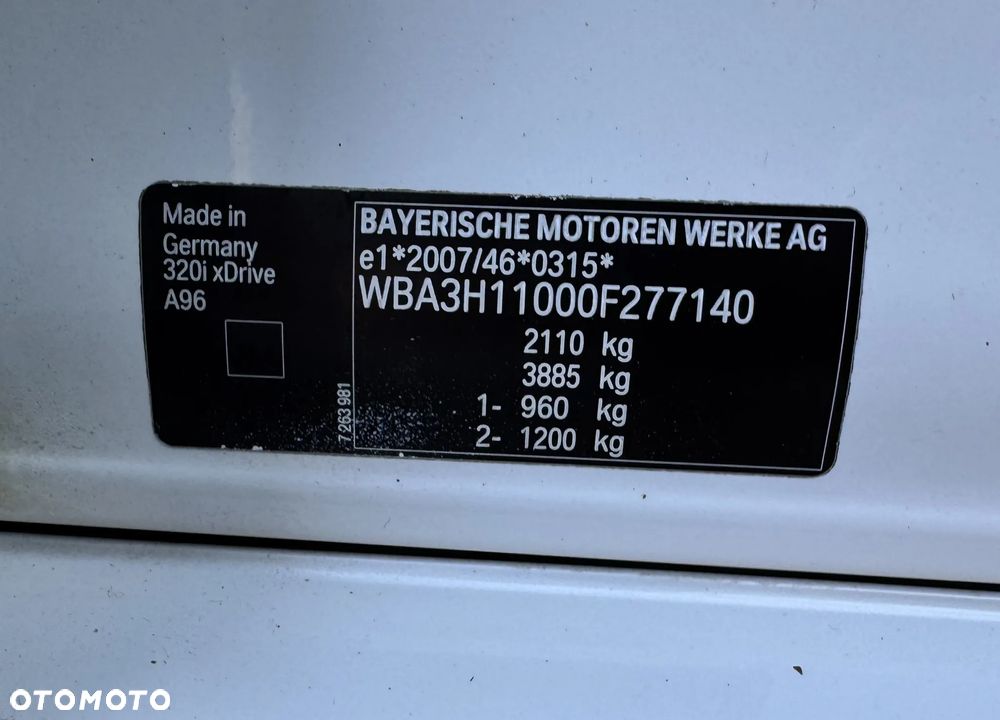 Made in
Germany
320i xDrive
A96
7 263 981
BAYERISCHE MOTOREN WERKE AG
e1*2007/46*0315*
WBA3H11000F277140
2110 kg
3885 kg
1- 960 kg
2- 1200 kg
OTOMOTO